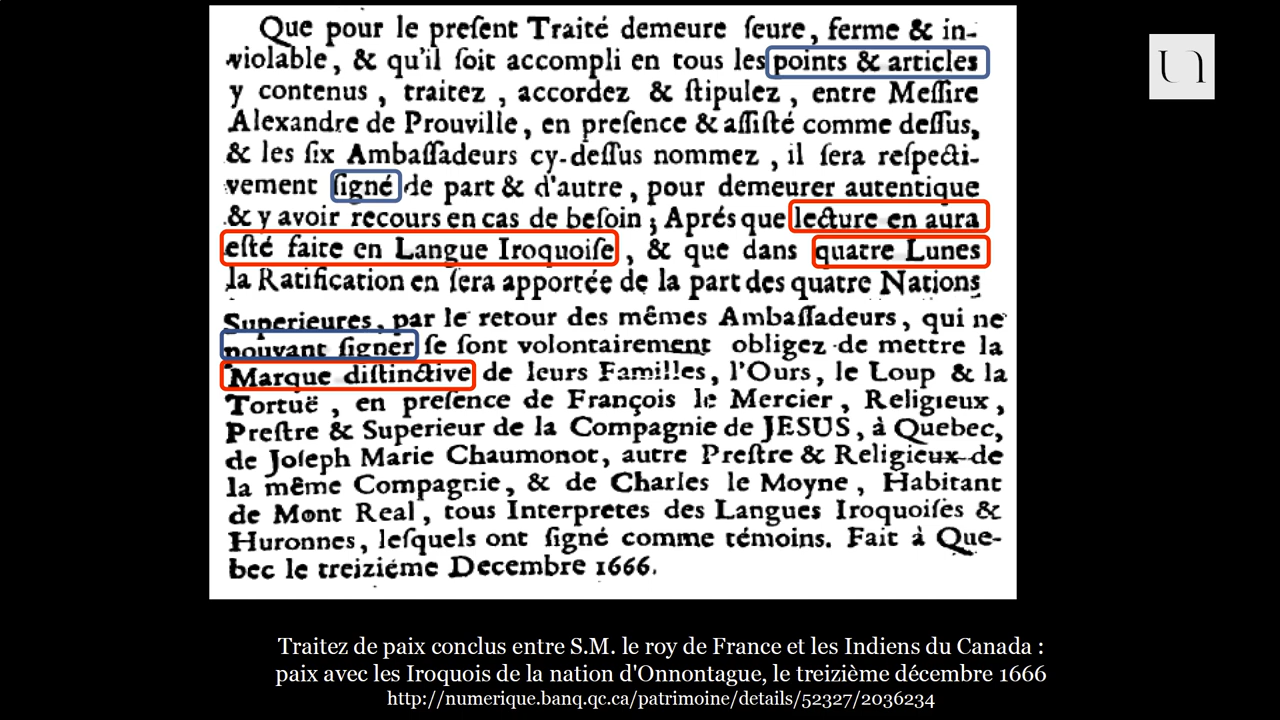 Que pour le preſent Traité demeure ſeure, ferme & in-
violable, & qu'il ſoit accompli en tous les points & articles
y contenus, traitez, accordez & ſtipulez, entre Meſſire
Alexandre de Prouville, en preſence & aſſiſté comme deſſus,
& les ſix Ambaſſadeurs cy-deſſus nommez, il ſera reſpecti-
vement ſigné de part & d'autre, pour demeurer autentique
& y avoir recours en cas de beſoin; Aprés que lecture en aura
eſté faite en Langue Iroquoiſe, & que dans quatre Lunes
la Ratification en ſera apportée de la part des quatre Nations
Superieures, par le retour des mêmes Ambaſſadeurs, qui ne
pouvant ſigner ſe ſont volontairement obligez de mettre la
Marque diſtinctive de leurs Familles, l'Ours, le Loup & la
Tortuë, en preſence de François le Mercier, Religieux,
Preſtre & Superieur de la Compagnie de JESUS, à Quebec,
de Joſeph Marie Chaumonot, autre Preſtre & Religieux de
la même Compagnie, & de Charles le Moyne, Habitant
de Mont Real, tous Interpretes des Langues Iroquoiſes &
Huronnes, leſquels ont ſigné comme témoins. Fait à Que-
bec le treiziéme Decembre 1666.
Traitez de paix conclus entre S.M. le roy de France et les Indiens du Canada :
paix avec les Iroquois de la nation d'Onnontague, le treizième décembre 1666
http://numerique.banq.qc.ca/patrimoine/details/52327/2036234